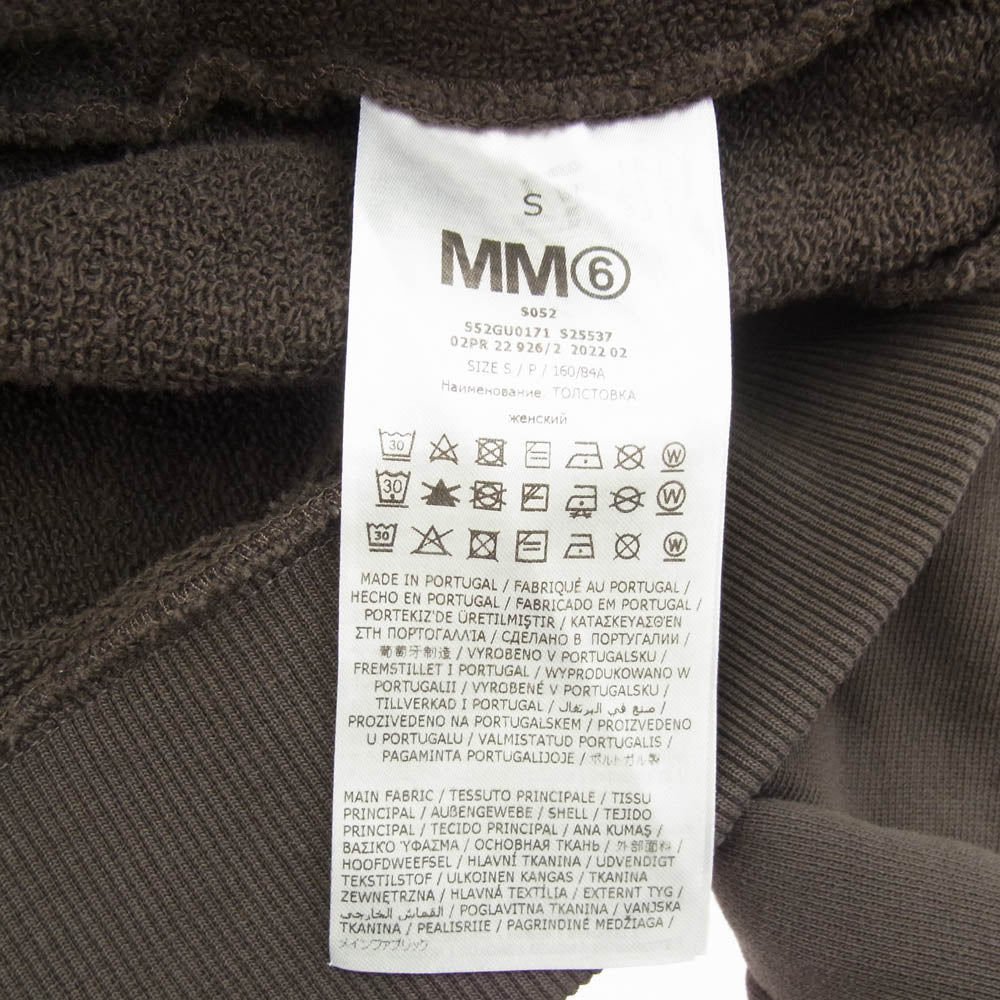 S
MM⑥
S052
S52GU0171 S25537
02PR 22 926/2 2022 02
SIZE S / P / 160/84A
Наименование: ТОЛСТОВКА
женский
30 W
30 W
30 W
MADE IN PORTUGAL / FABRIQUÉ AU PORTUGAL /
HECHO EN PORTUGAL / FABRICADO EM PORTUGAL /
PORTEKIZ'DE ÜRETILMIŞTIR / ΚΑΤΑΣΚΕΥΑΣΘΕΝ
ΣΤΗ ΠΟΡΤΟΓΑΛΛΙΑ / СДЕЛАНО В ПОРТУГАЛИИ /
葡萄牙制造 / VYROBENO V PORTUGALSKU /
FREMSTILLET I PORTUGAL / WYPRODUKOWANO W
PORTUGALII / VYROBENÉ V PORTUGALSKU /
TILLVERKAD I PORTUGAL / صنع في البرتغال /
PROZIVEDENO NA PORTUGALSKEM / PROIZVEDENO
U PORTUGALU / VALMISTATUD PORTUGALIS /
PAGAMINTA PORTUGALIJOJE / ポルトガル製
MAIN FABRIC / TESSUTO PRINCIPALE / TISSU
PRINCIPAL / AUßENGEWEBE / SHELL / TEJIDO
PRINCIPAL / TECIDO PRINCIPAL / ANA KUMAŞ /
ΒΑΣΙΚΌ ΎΦΑΣΜΑ / ОСНОВНАЯ ТКАНЬ / 外部面料 /
HOOFDWEEFSEL / HLAVNÍ TKANINA / UDVENDIGT
TEKSTILSTOF / ULKOINEN KANGAS / TKANINA
ZEWNĘTRZNA / HLAVNÁ TEXTÍLIA / EXTERNT TYG /
القماش الخارجي / POGLAVITNA TKANINA / VANJSKA
TKANINA / PEALISRIIE / PAGRINDINĖ MEDŽIAGA /
メインファブリック